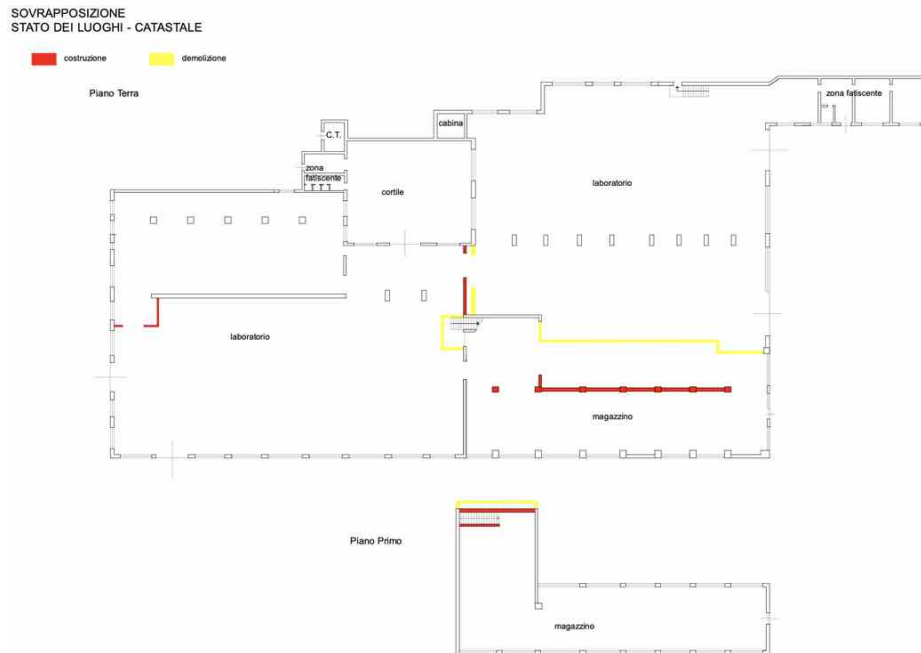 SOVRAPPOSIZIONE
STATO DEI LUOGHI - CATASTALE
costruzione
demolizione
Piano Terra
zona fatiscente
cabina
C.T.
zona
fatiscente
cortile
laboratorio
laboratorio
magazzino
Piano Primo
magazzino